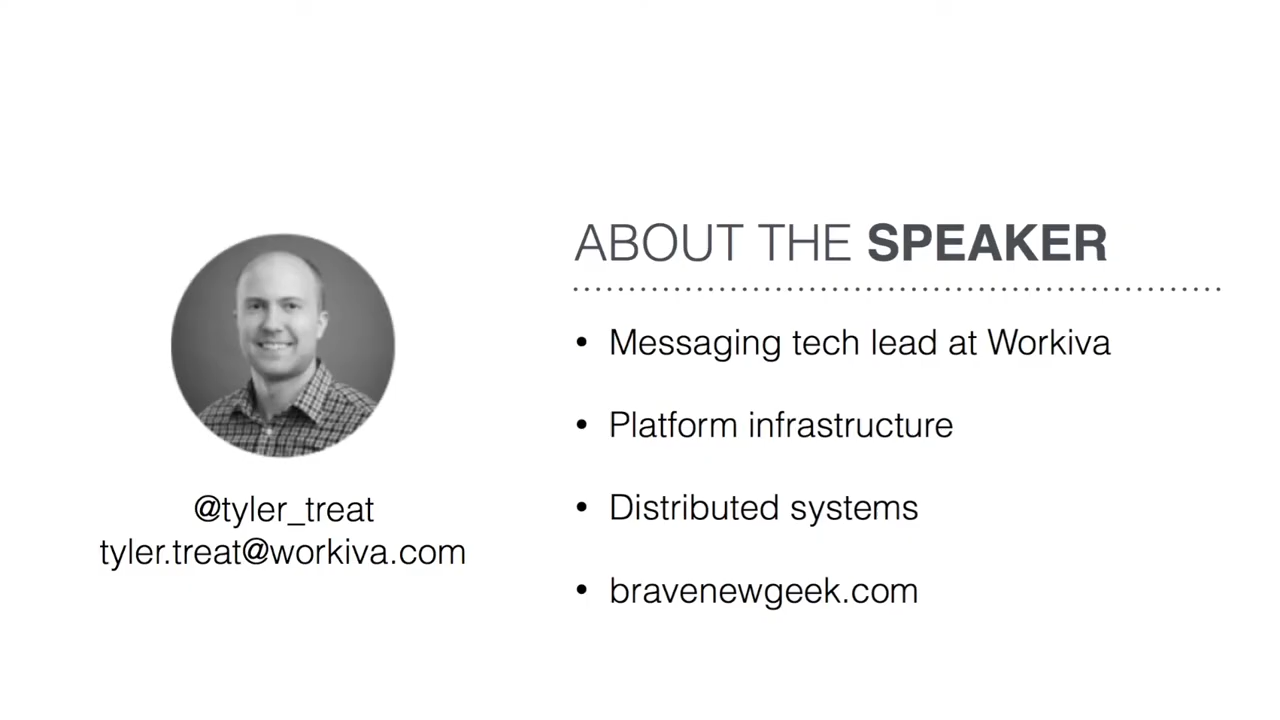 ABOUT THE SPEAKER
• Messaging tech lead at Workiva
• Platform infrastructure
• Distributed systems
• bravenewgeek.com
@tyler_treat
tyler.treat@workiva.com